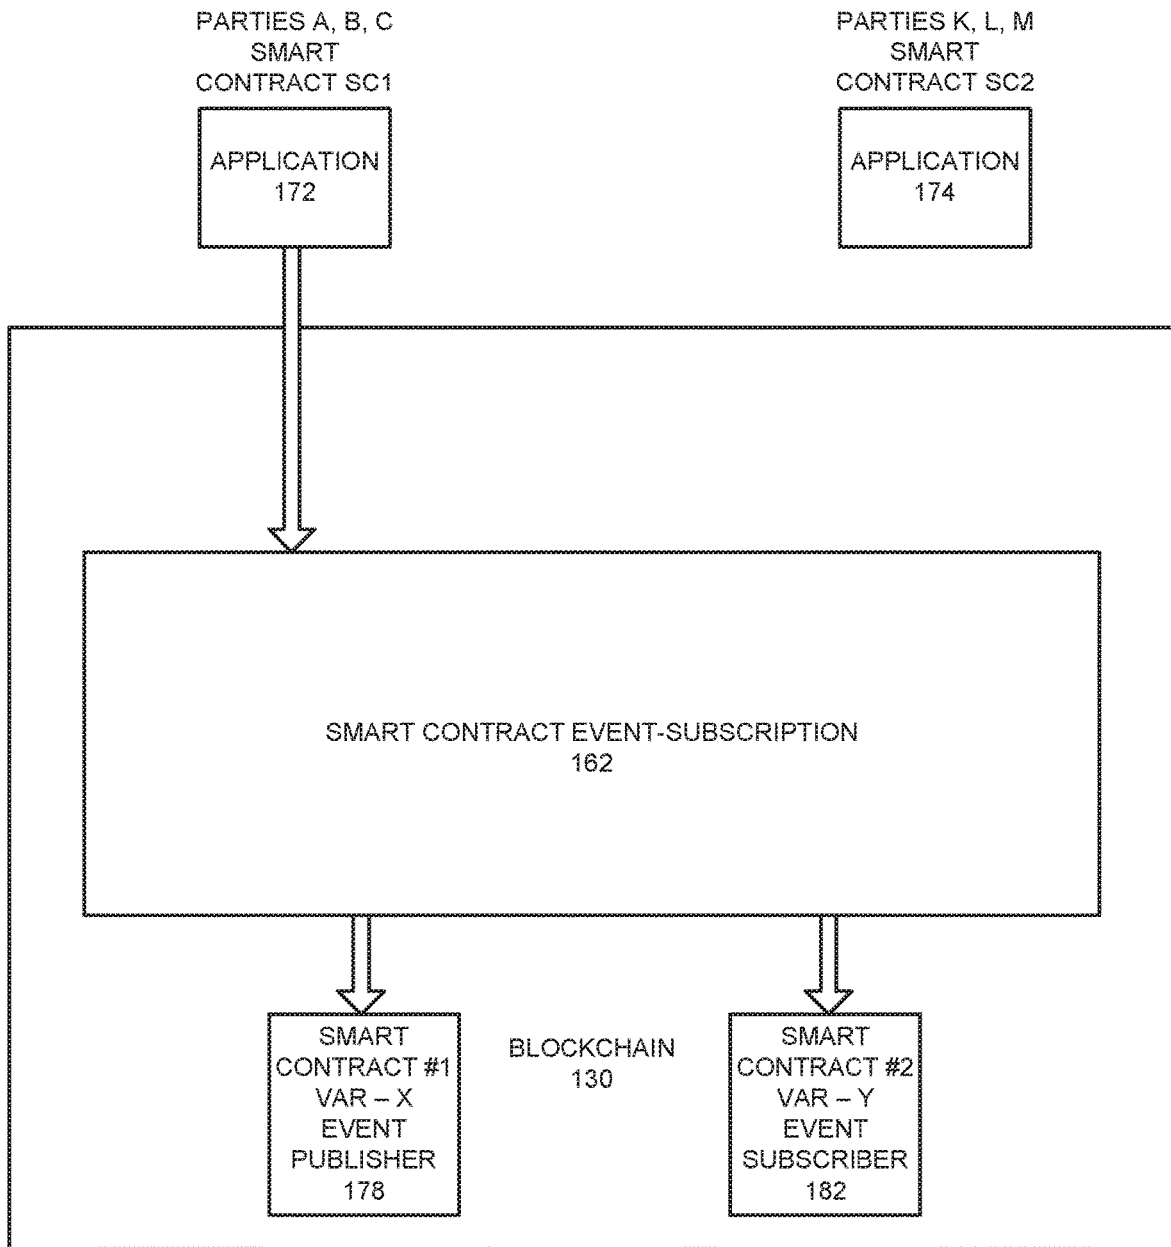 PARTIES A, B, C
SMART
CONTRACT SC1
PARTIES K, L, M
SMART
CONTRACT SC2
APPLICATION
172
APPLICATION
174
SMART CONTRACT EVENT-SUBSCRIPTION
162
SMART
CONTRACT #1
VAR – X
EVENT
PUBLISHER
178
BLOCKCHAIN
130
SMART
CONTRACT #2
VAR – Y
EVENT
SUBSCRIBER
182